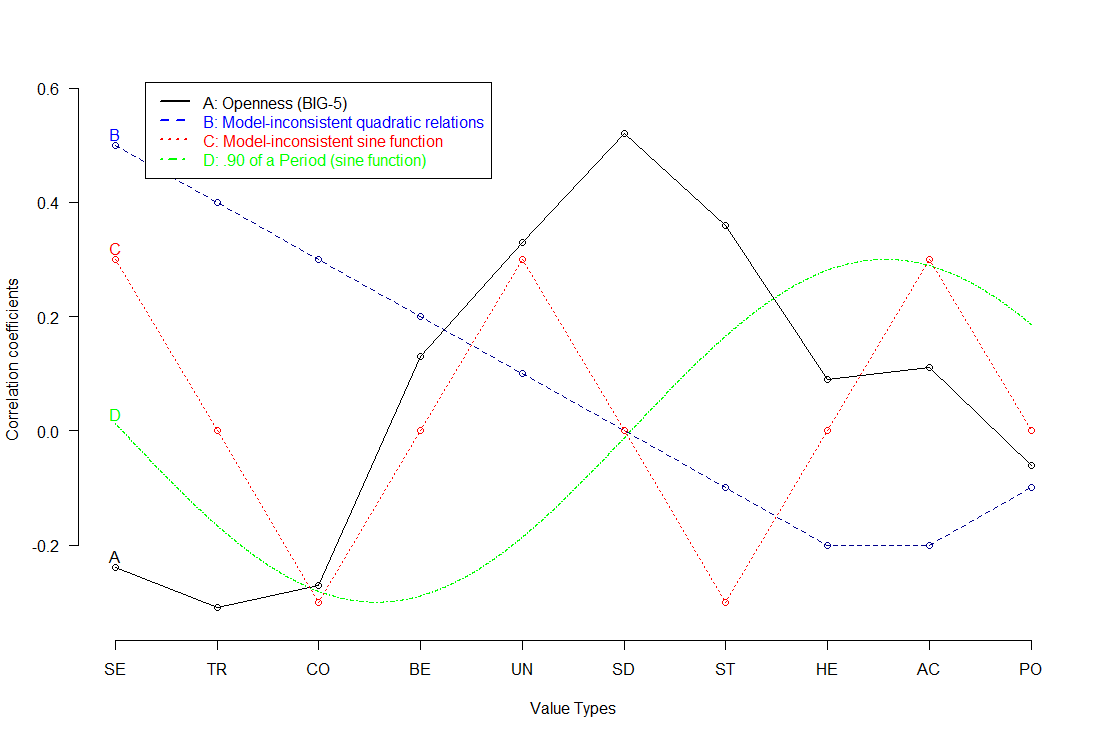 A: Openness (BIG-5)
B: Model-inconsistent quadratic relations
C: Model-inconsistent sine function
D: .90 of a Period (sine function)
0.6
0.4
0.2
0.0
-0.2
Correlation coefficients
B
C
D
A
SE TR CO BE UN SD ST HE AC PO
Value Types